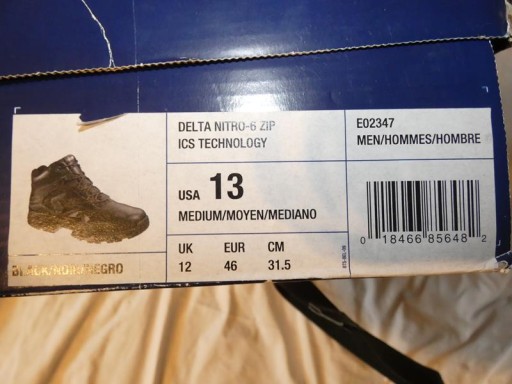 DELTA NITRO-6 ZIP
ICS TECHNOLOGY
E02347
MEN/HOMMES/HOMBRE
USA 13
MEDIUM/MOYEN/MEDIANO
UK EUR CM
12 46 31.5
BLACK/NOIR/NEGRO
0 18466 85648 2